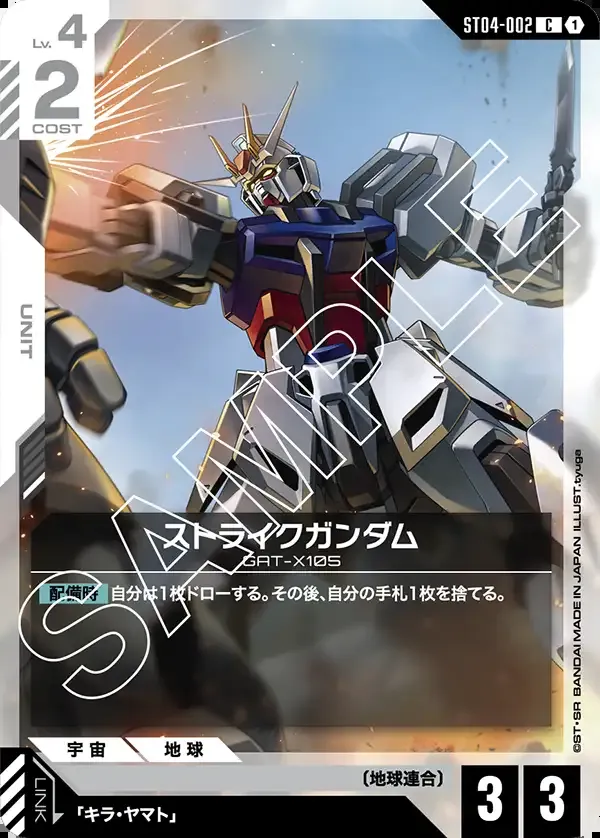 Lv. 4
ST04-002 C 1
2
COST
UNIT
SAMPLE
ストライクガンダム
GAT-X105
配備時 自分は1枚ドローする。その後、自分の手札1枚を捨てる。
©ST・SR BANDAI MADE IN JAPAN ILLUST.tyuga
宇宙 地球
LINK
〔地球連合〕
3 3
「キラ・ヤマト」